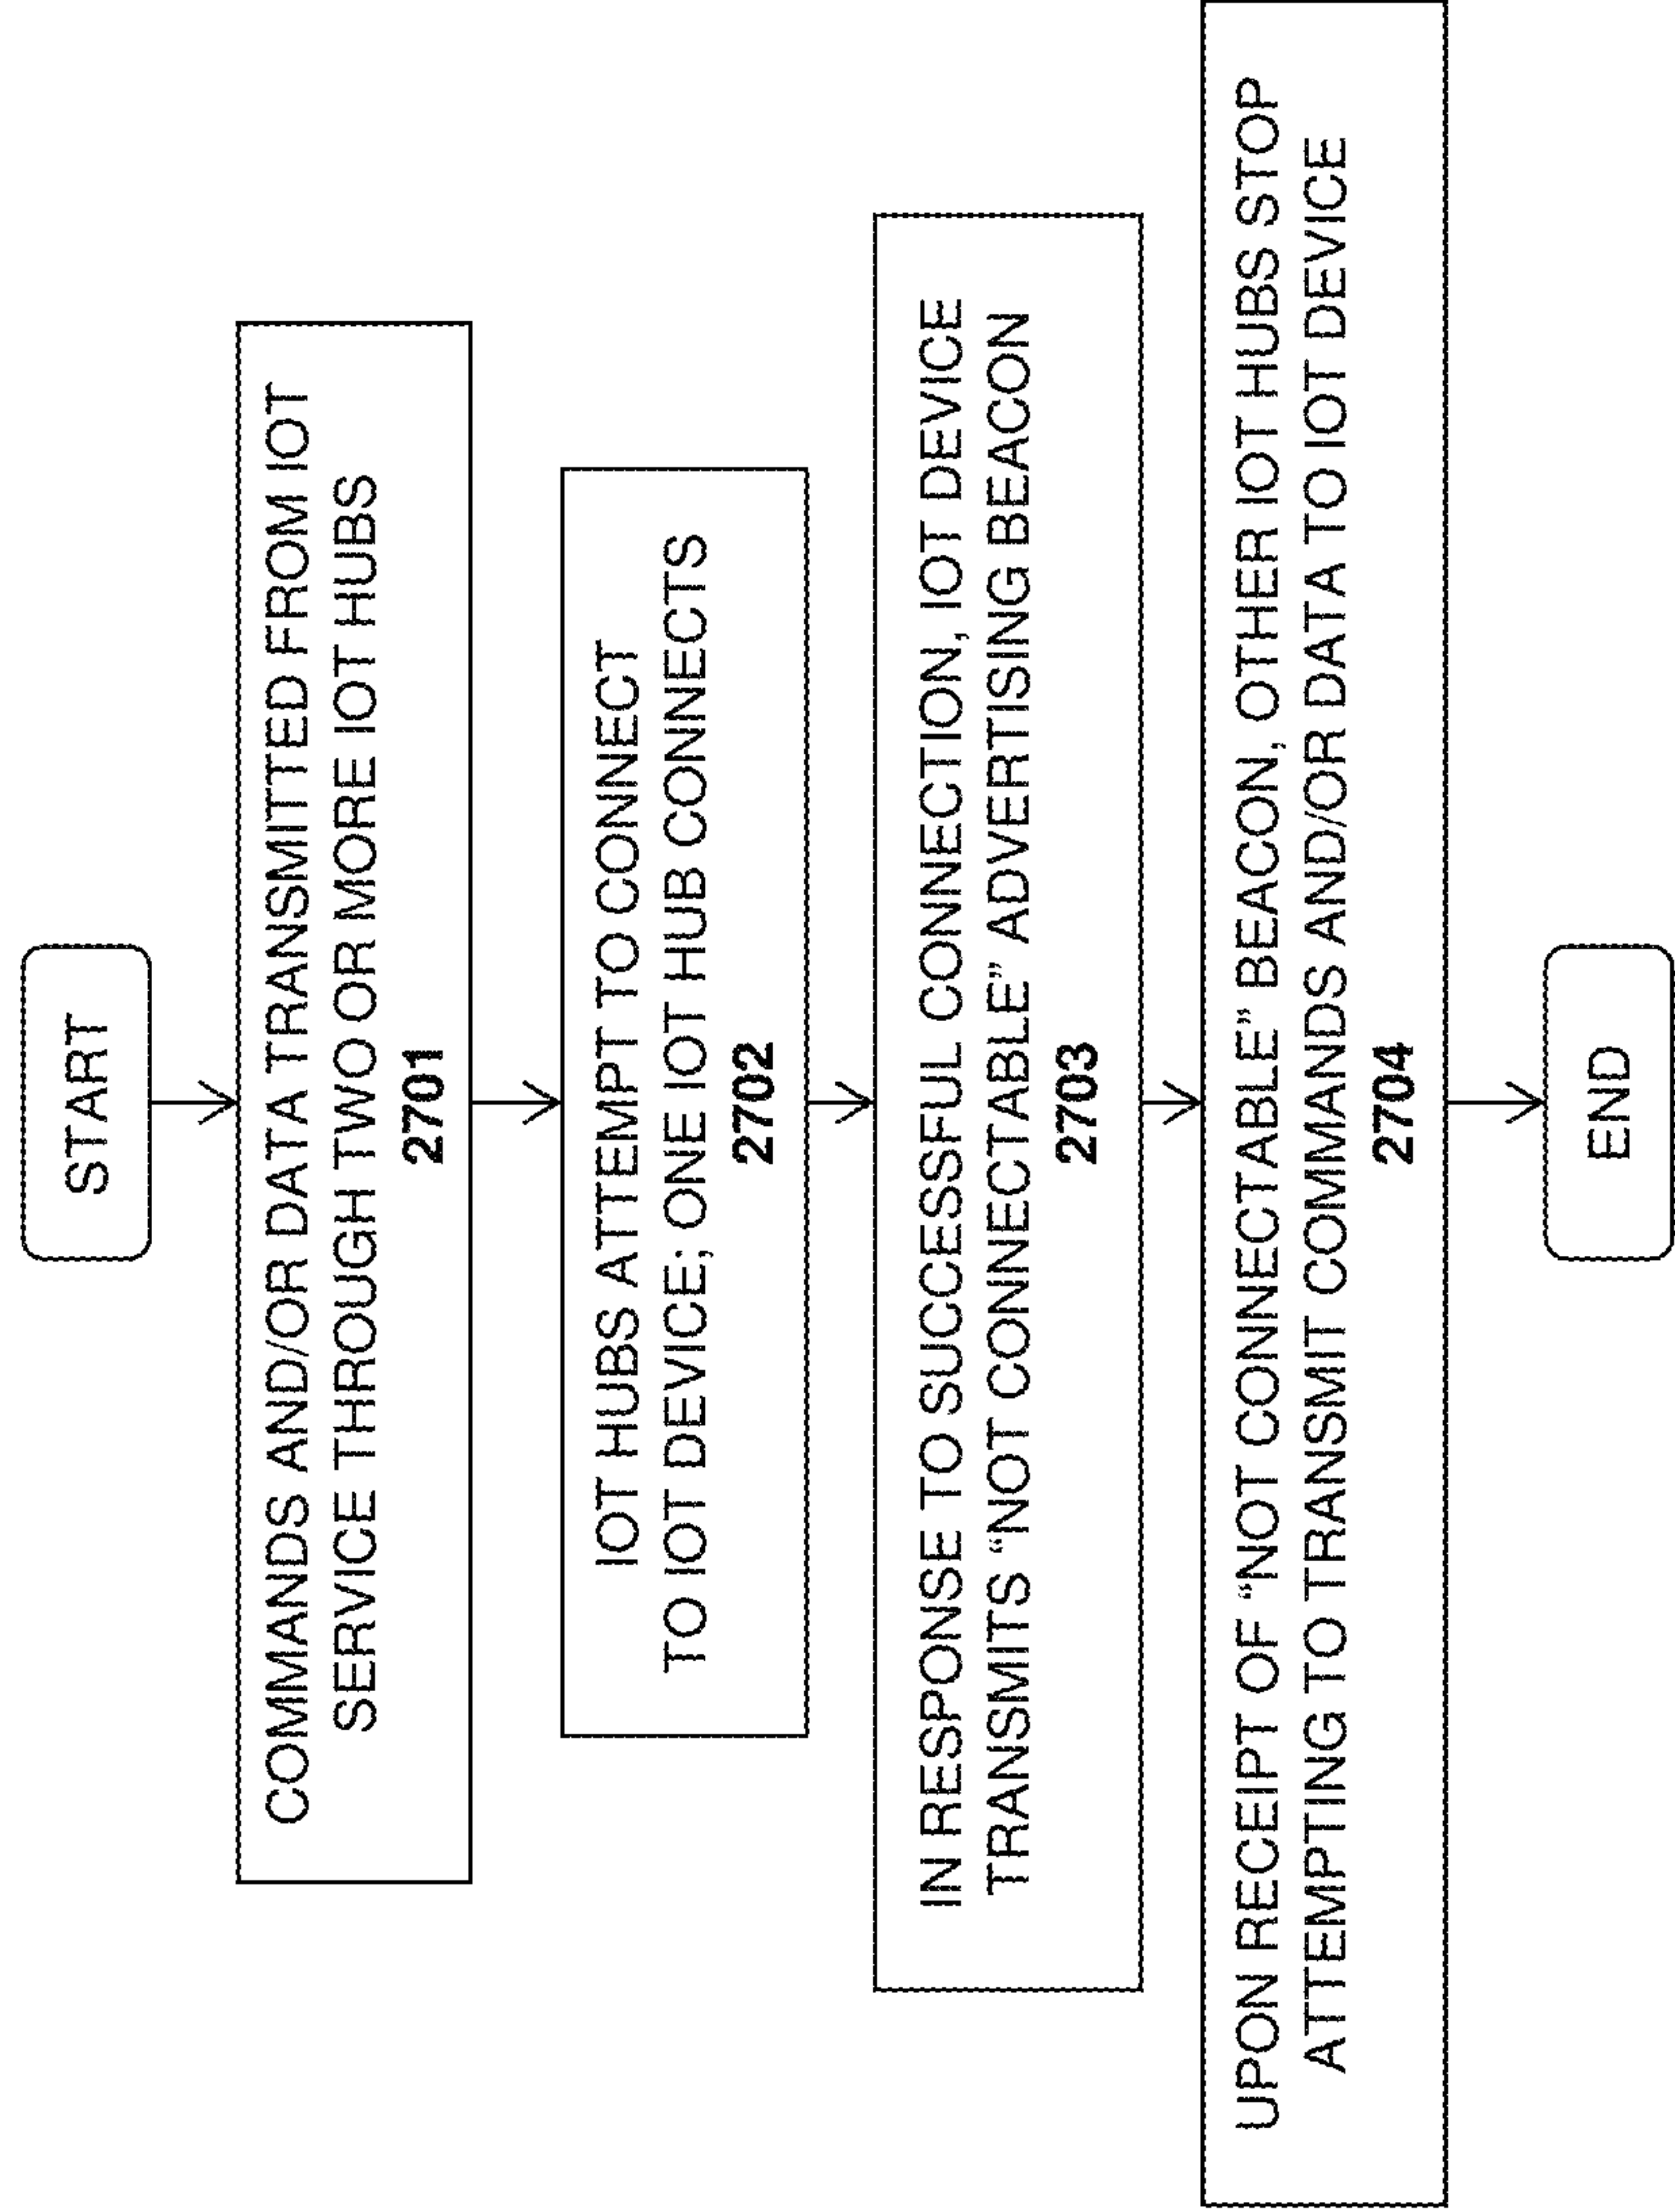 START
COMMANDS AND/OR DATA TRANSMITTED FROM IOT
SERVICE THROUGH TWO OR MORE IOT HUBS
2701
IOT HUBS ATTEMPT TO CONNECT
TO IOT DEVICE; ONE IOT HUB CONNECTS
2702
IN RESPONSE TO SUCCESSFUL CONNECTION, IOT DEVICE
TRANSMITS “NOT CONNECTABLE” ADVERTISING BEACON
2703
UPON RECEIPT OF “NOT CONNECTABLE” BEACON, OTHER IOT HUBS STOP
ATTEMPTING TO TRANSMIT COMMANDS AND/OR DATA TO IOT DEVICE
2704
END